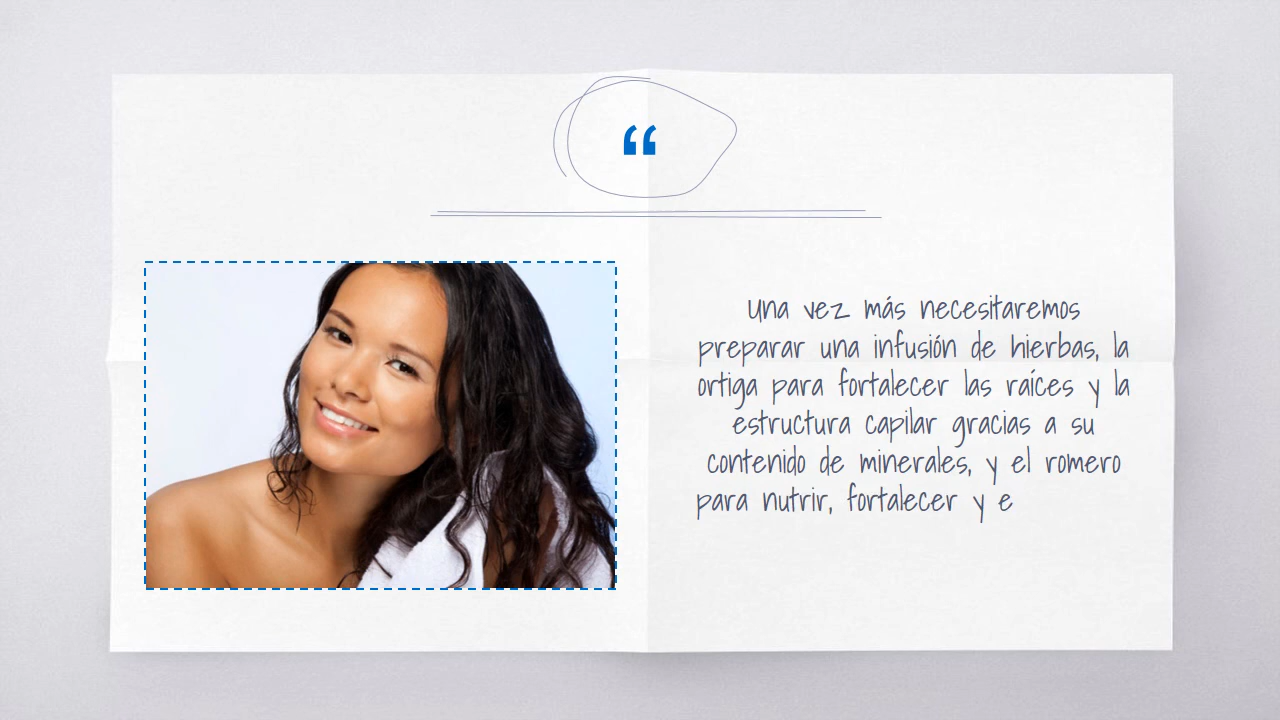 “
Una vez más necesitaremos
preparar una infusión de hierbas, la
ortiga para fortalecer las raíces y la
estructura capilar gracias a su
contenido de minerales, y el romero
para nutrir, fortalecer y e